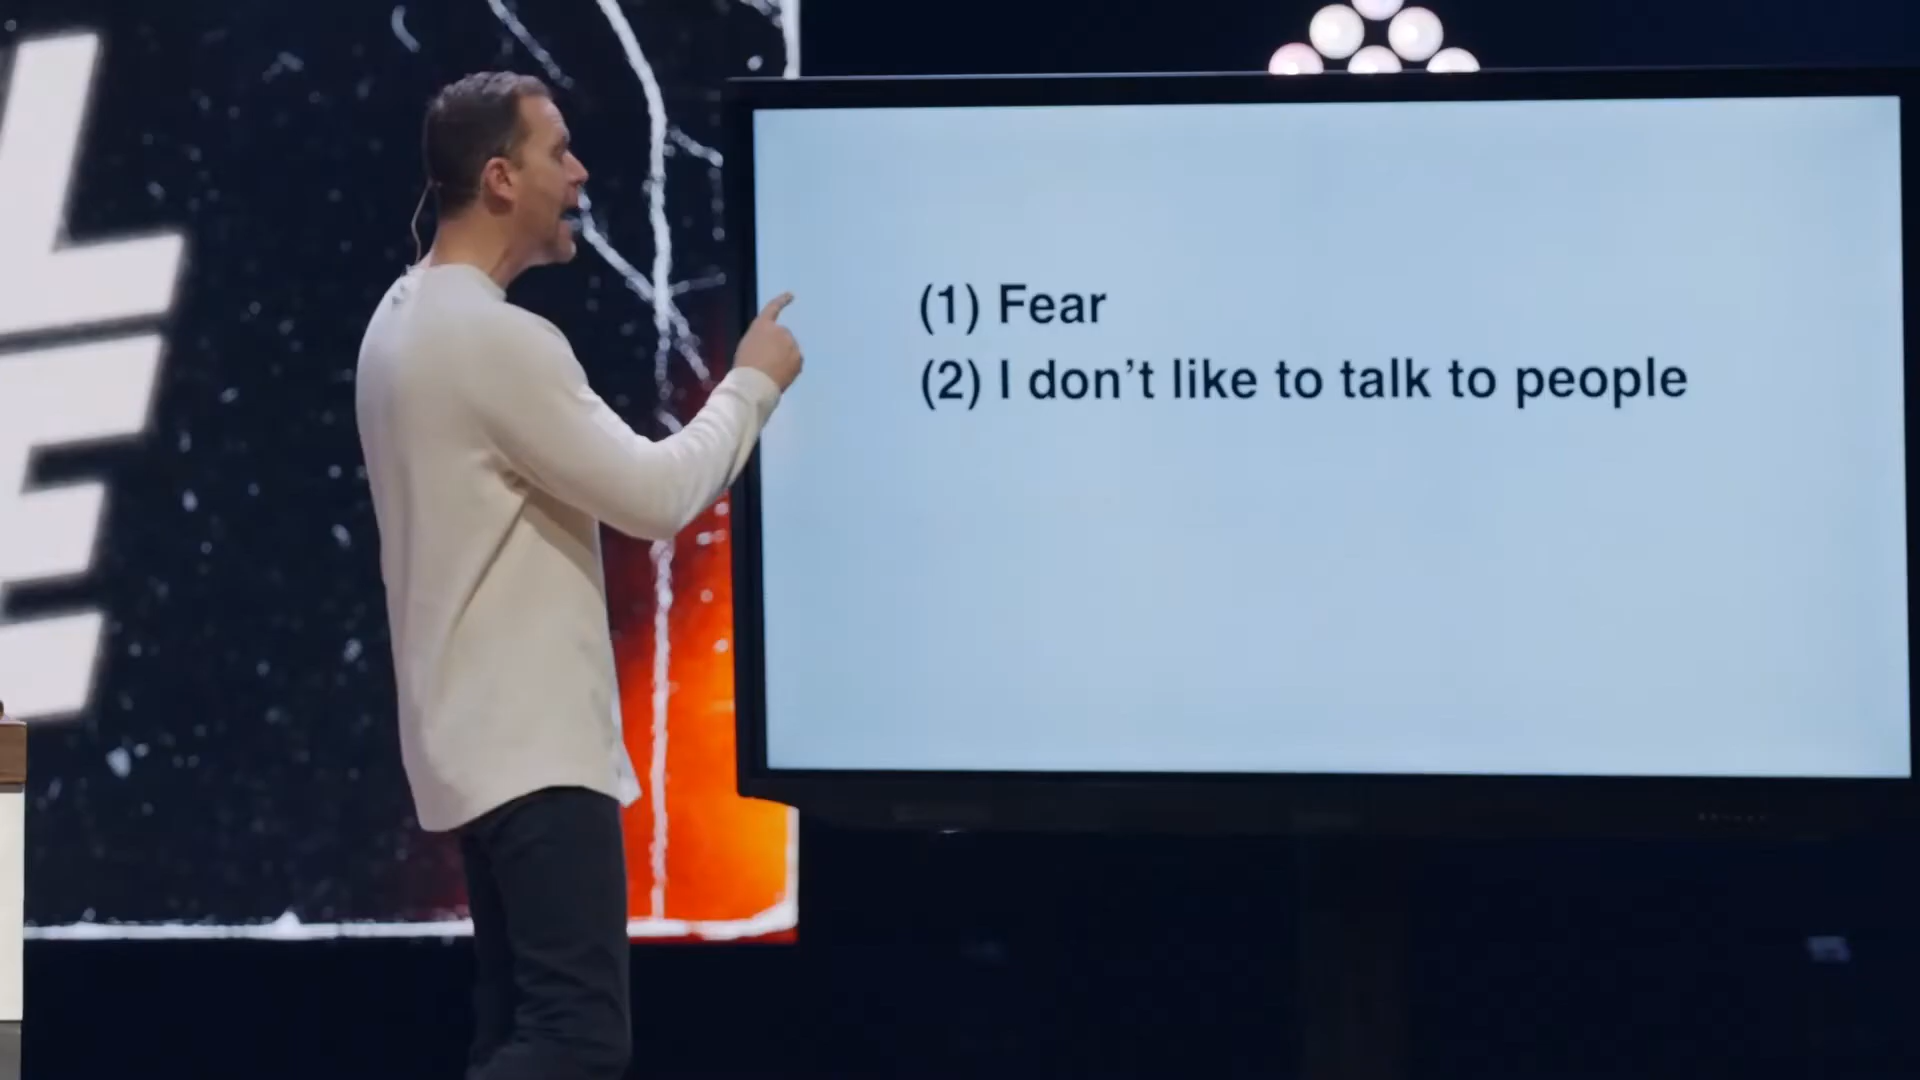 L
E
(1) Fear
(2) I don’t like to talk to people